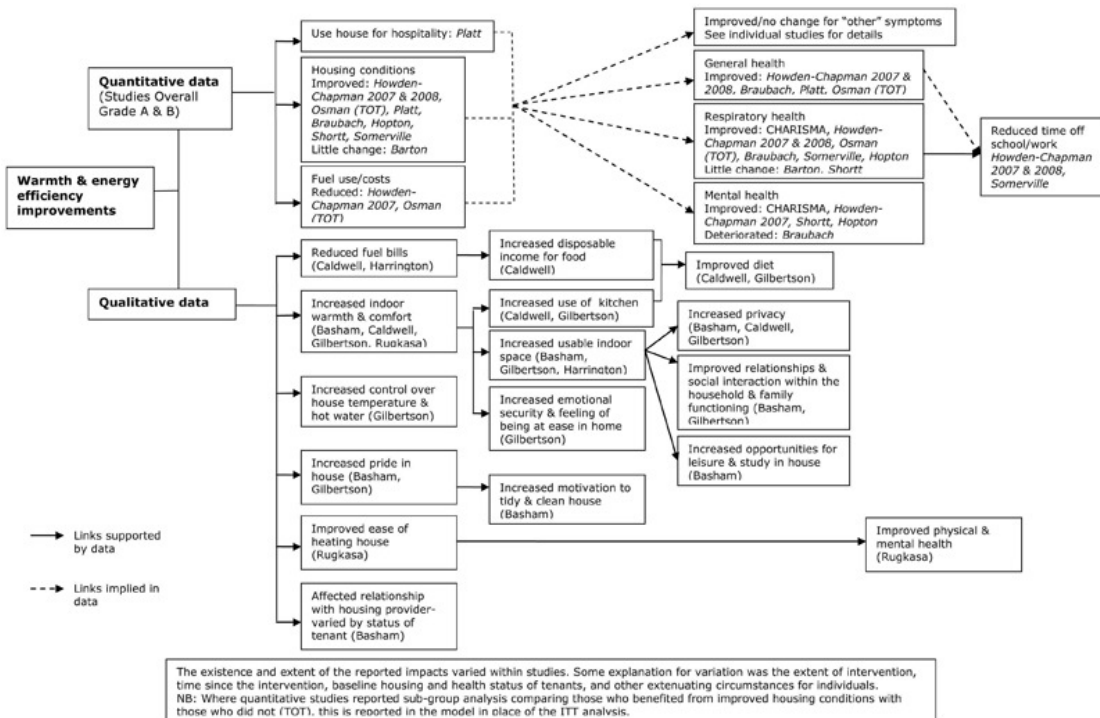 Warmth & energy
efficiency
improvements
Quantitative data
(Studies Overall
Grade A & B)
Use house for hospitality: Platt
Housing conditions
Improved: Howden-
Chapman 2007 & 2008,
Osman (TOT), Platt,
Braubach, Hopton,
Shortt, Somerville
Little change: Barton
Fuel use/costs
Reduced: Howden-
Chapman 2007, Osman
(TOT)
Improved/no change for "other" symptoms
See individual studies for details
General health
Improved: Howden-Chapman 2007 &
2008, Braubach, Platt, Osman (TOT)
Respiratory health
Improved: CHARISMA, Howden-
Chapman 2007 & 2008, Osman
(TOT), Braubach, Somerville, Hopton
Little change: Barton, Shortt
Mental health
Improved: CHARISMA, Howden-
Chapman 2007, Shortt, Hopton
Deteriorated: Braubach
Reduced time off
school/work
Howden-Chapman
2007 & 2008,
Somerville
Qualitative data
Reduced fuel bills
(Caldwell, Harrington)
Increased disposable
income for food
(Caldwell)
Improved diet
(Caldwell, Gilbertson)
Increased indoor
warmth & comfort
(Basham, Caldwell,
Gilbertson, Rugkasa)
Increased use of kitchen
(Caldwell, Gilbertson)
Increased usable indoor
space (Basham,
Gilbertson, Harrington)
Increased emotional
security & feeling of
being at ease in home
(Gilbertson)
Increased privacy
(Basham, Caldwell,
Gilbertson)
Improved relationships &
social interaction within the
household & family
functioning (Basham,
Gilbertson)
Increased opportunities for
leisure & study in house
(Basham)
Increased control over
house temperature &
hot water (Gilbertson)
Increased pride in
house (Basham,
Gilbertson)
Increased motivation to
tidy & clean house
(Basham)
Improved ease of
heating house
(Rugkasa)
Improved physical &
mental health
(Rugkasa)
Affected relationship
with housing provider-
varied by status of
tenant (Basham)
Links supported
by data
Links implied in
data
The existence and extent of the reported impacts varied within studies. Some explanation for variation was the extent of intervention,
time since the intervention, baseline housing and health status of tenants, and other extenuating circumstances for individuals.
NB: Where quantitative studies reported sub-group analysis comparing those who benefited from improved housing conditions with
those who did not (TOT), this is reported in the model in place of the ITT analysis.